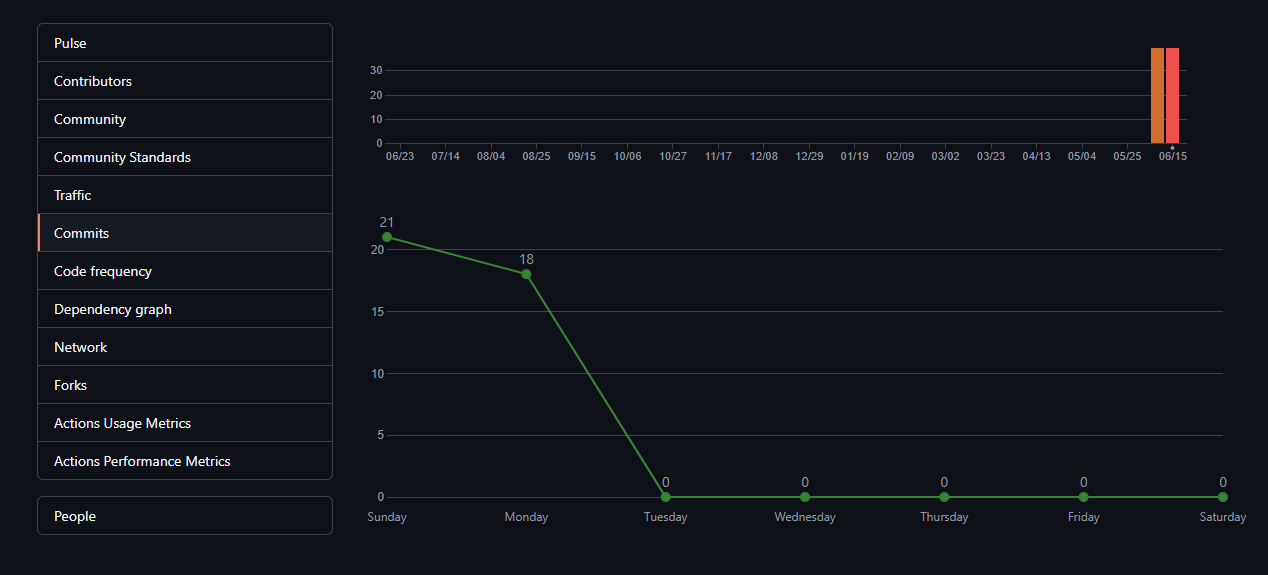 Pulse
Contributors
Community
Community Standards
Traffic
Commits
Code frequency
Dependency graph
Network
Forks
Actions Usage Metrics
Actions Performance Metrics
People
30
20
10
0
06/23 07/14 08/04 08/25 09/15 10/06 10/27 11/17 12/08 12/29 01/19 02/09 03/02 03/23 04/13 05/04 05/25 06/15
21
20
18
15
10
5
0 0 0 0 0
0
Sunday Monday Tuesday Wednesday Thursday Friday Saturday